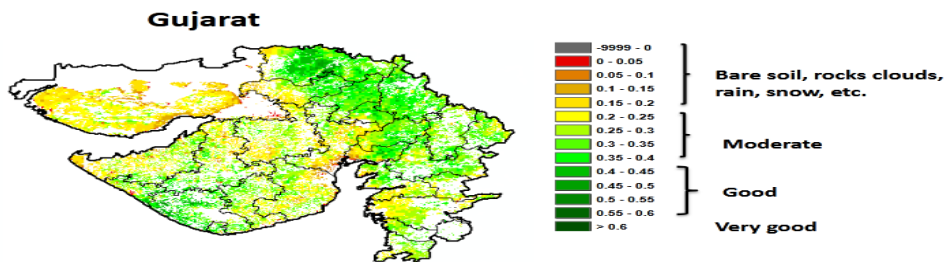 Gujarat
-9999 - 0
0 - 0.05
0.05 - 0.1
0.1 - 0.15
0.15 - 0.2
0.2 - 0.25
0.25 - 0.3
0.3 - 0.35
0.35 - 0.4
0.4 - 0.45
0.45 - 0.5
0.5 - 0.55
0.55 - 0.6
> 0.6
Bare soil, rocks clouds,
rain, snow, etc.
Moderate
Good
Very good